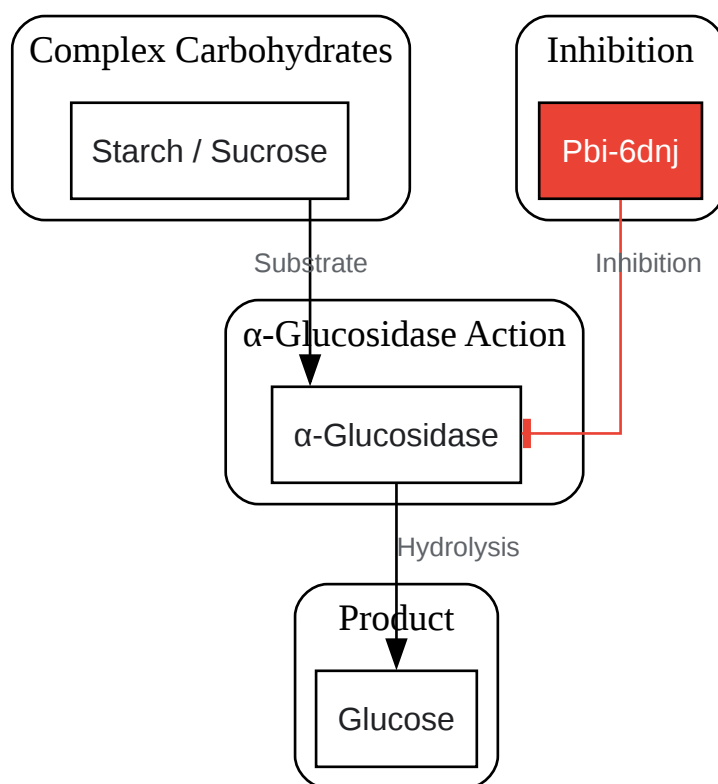 Complex Carbohydrates
Inhibition
Starch / Sucrose
Pbi-6dnj
Substrate
Inhibition
α-Glucosidase Action
α-Glucosidase
Hydrolysis
Product
Glucose